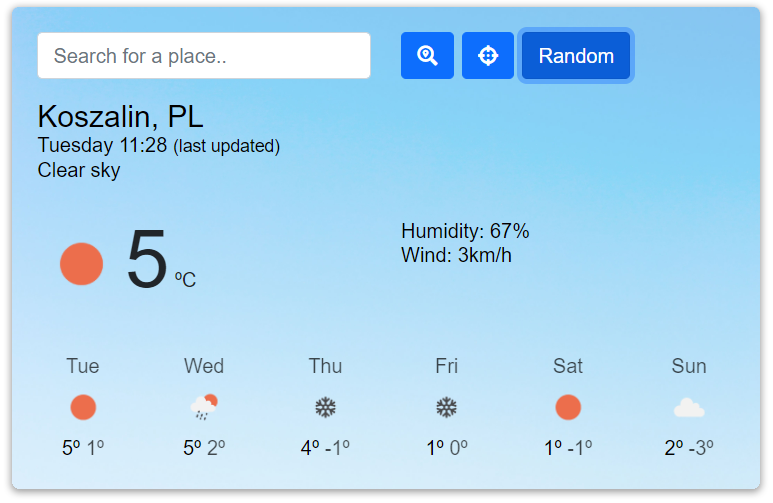 Search for a place.. Random
Koszalin, PL
Tuesday 11:28 (last updated)
Clear sky
5 ºC
Humidity: 67%
Wind: 3km/h
Tue Wed Thu Fri Sat Sun
5º 1º 5º 2º 4º -1º 1º 0º 1º -1º 2º -3º